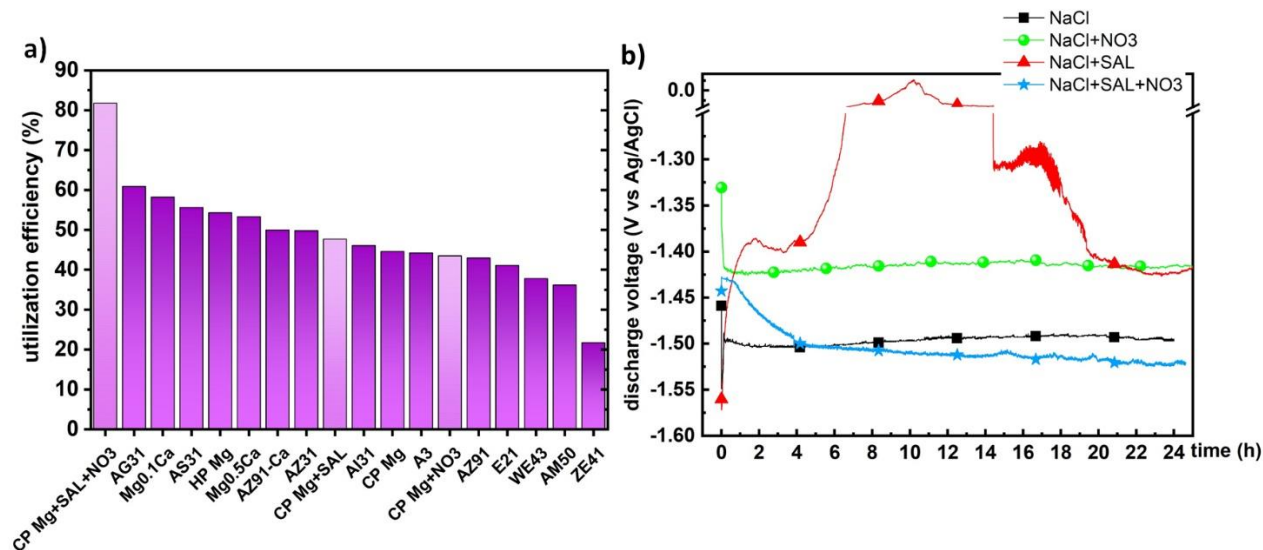 a)
utilization efficiency (%)
90
80
70
60
50
40
30
20
10
0
CP Mg+SAL+NO3
AG31
Mg0.1Ca
AS31
HP Mg
Mg0.5Ca
AZ91-Ca
AZ31
CP Mg+SAL
AI31
CP Mg
A3
CP Mg+NO3
AZ91
E21
WE43
AM50
ZE41
b)
NaCl
NaCl+NO3
NaCl+SAL
NaCl+SAL+NO3
discharge voltage (V vs Ag/AgCl)
0.0
-1.30
-1.35
-1.40
-1.45
-1.50
-1.55
-1.60
0 2 4 6 8 10 12 14 16 18 20 22 24
time (h)